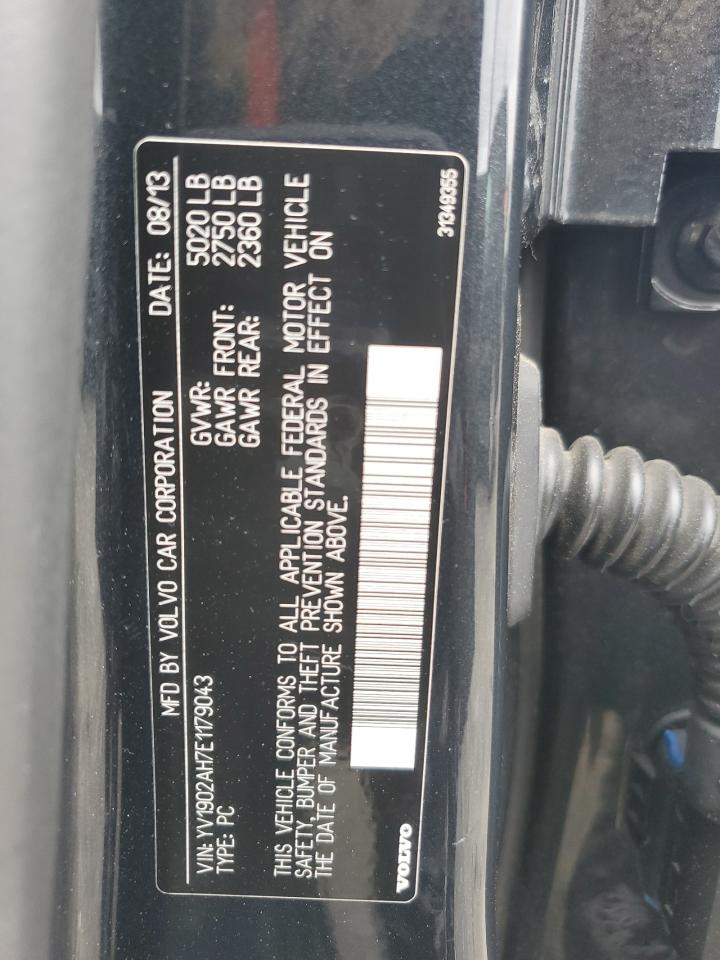 MFD BY VOLVO CAR CORPORATION DATE: 08/13
GVWR: 5020 LB
GAWR FRONT: 2750 LB
GAWR REAR: 2360 LB
VIN: YV1902AH7E1179043
TYPE: PC
THIS VEHICLE CONFORMS TO ALL APPLICABLE FEDERAL MOTOR VEHICLE
SAFETY, BUMPER AND THEFT PREVENTION STANDARDS IN EFFECT ON
THE DATE OF MANUFACTURE SHOWN ABOVE.
VOLVO
31349355